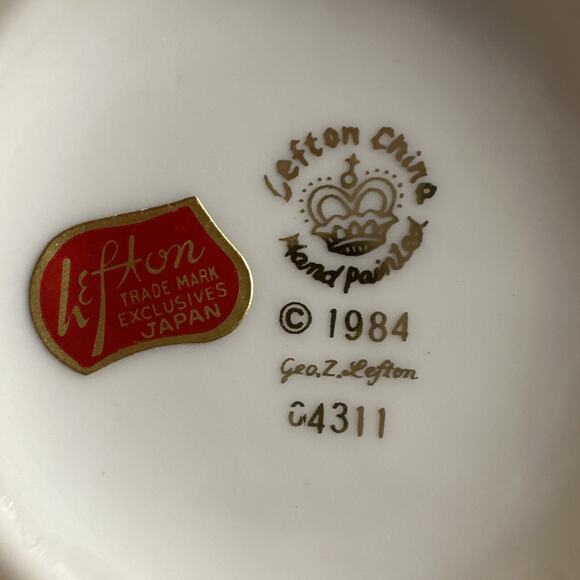 Lefton
TRADE MARK
EXCLUSIVES
JAPAN
Lefton China
Hand painted
© 1984
Geo. Z. Lefton
04311